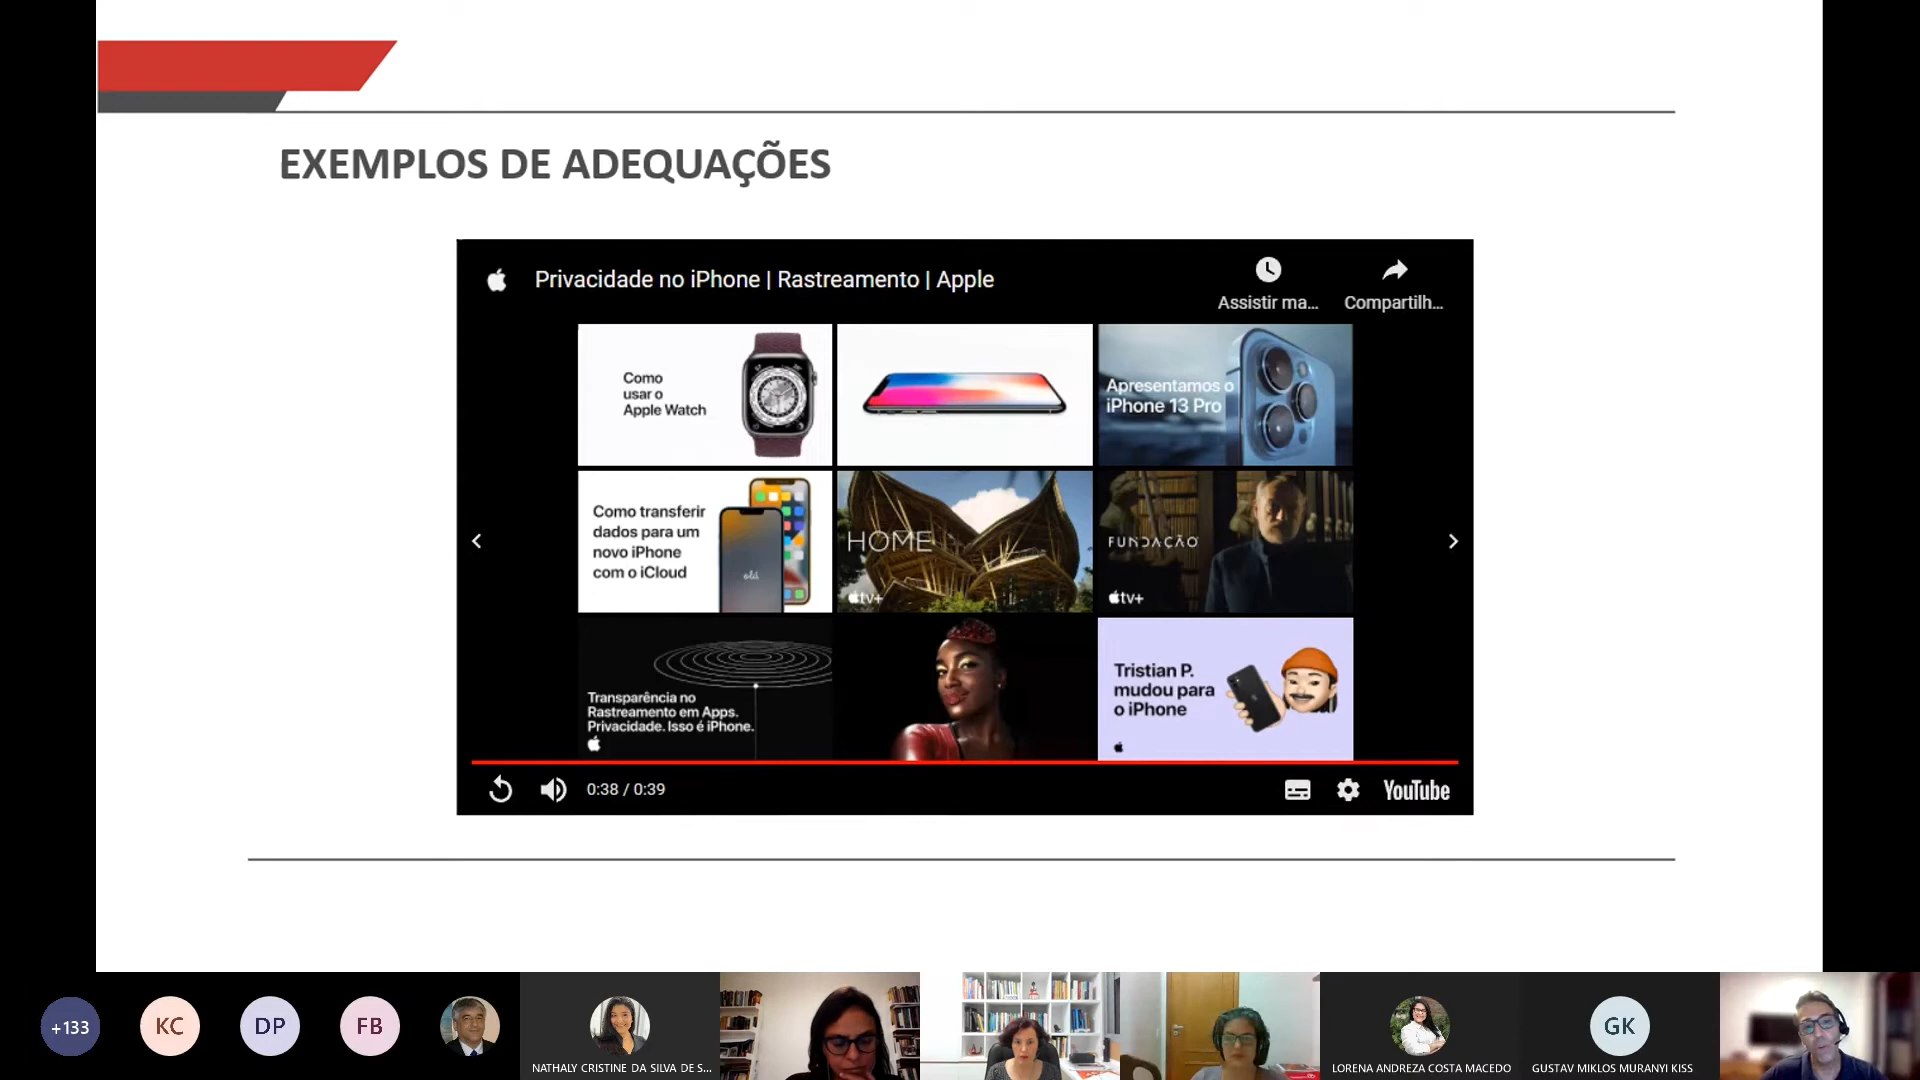 EXEMPLOS DE ADEQUAÇÕES
Privacidade no iPhone | Rastreamento | Apple
Assistir ma...
Compartilh...
Como
usar o
Apple Watch
Apresentamos o
iPhone 13 Pro
Como transferir
dados para um
novo iPhone
com o iCloud
olá
HOME
tv+
FUNDAÇÃO
tv+
Transparência no
Rastreamento em Apps.
Privacidade. Isso é iPhone.
Tristian P.
mudou para
o iPhone
0:38 / 0:39
YouTube
+133
KC
DP
FB
NATHALY CRISTINE DA SILVA DE S...
LORENA ANDREZA COSTA MACEDO
GK
GUSTAV MIKLOS MURANYI KISS